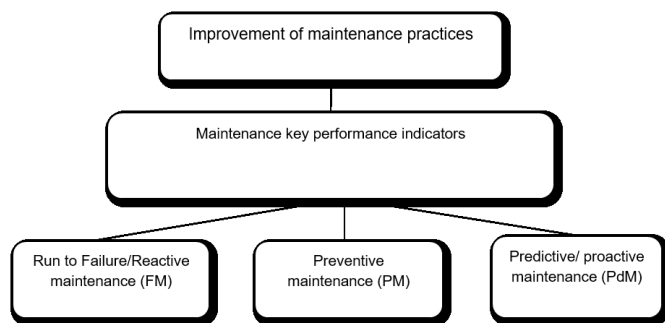 Improvement of maintenance practices
Maintenance key performance indicators
Run to Failure/Reactive
maintenance (FM)
Preventive
maintenance (PM)
Predictive/ proactive
maintenance (PdM)